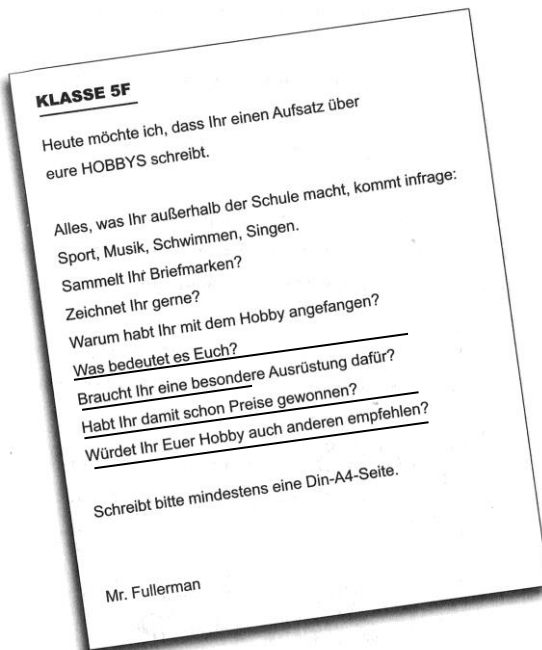 KLASSE 5F
Heute möchte ich, dass Ihr einen Aufsatz über
eure HOBBYS schreibt.
Alles, was Ihr außerhalb der Schule macht, kommt infrage:
Sport, Musik, Schwimmen, Singen.
Sammelt Ihr Briefmarken?
Zeichnet Ihr gerne?
Warum habt Ihr mit dem Hobby angefangen?
Was bedeutet es Euch?
Braucht Ihr eine besondere Ausrüstung dafür?
Habt Ihr damit schon Preise gewonnen?
Würdet Ihr Euer Hobby auch anderen empfehlen?
Schreibt bitte mindestens eine Din-A4-Seite.
Mr. Fullerman